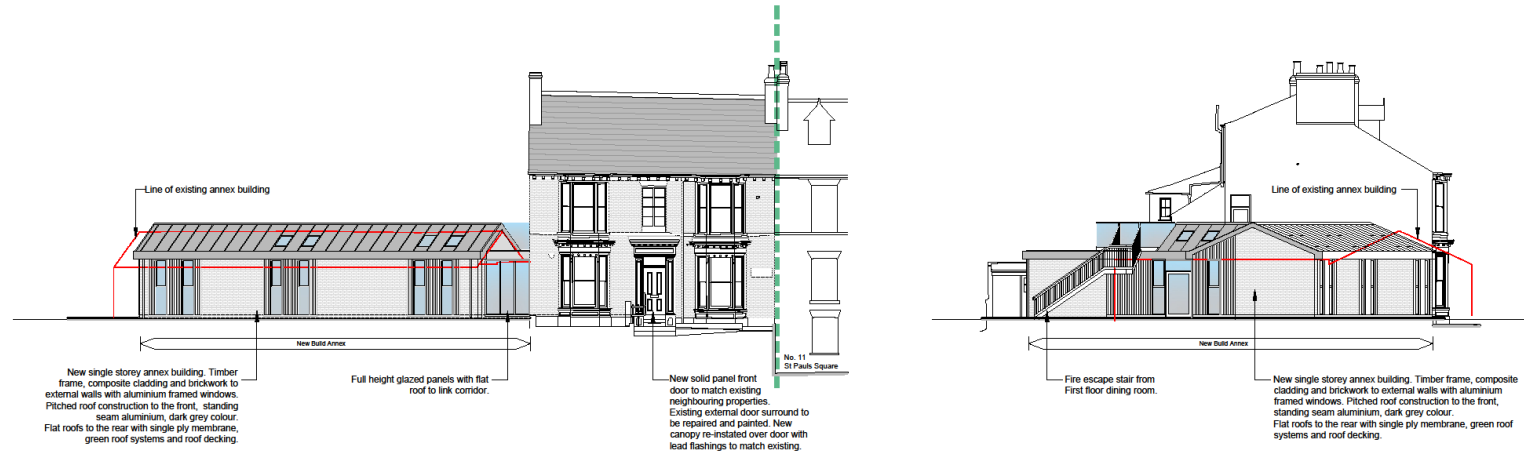 Line of existing annex building
New Build Annex
New single storey annex building. Timber
frame, composite cladding and brickwork to
external walls with aluminium framed windows.
Pitched roof construction to the front, standing
seam aluminium, dark grey colour.
Flat roofs to the rear with single ply membrane,
green roof systems and roof decking.
Full height glazed panels with flat
roof to link corridor.
New solid panel front
door to match existing
neighbouring properties.
Existing external door surround to
be repaired and painted. New
canopy re-instated over door with
lead flashings to match existing.
No. 11
St Pauls Square
Line of existing annex building
New Build Annex
Fire escape stair from
First floor dining room.
New single storey annex building. Timber frame, composite
cladding and brickwork to external walls with aluminium
framed windows. Pitched roof construction to the front,
standing seam aluminium, dark grey colour.
Flat roofs to the rear with single ply membrane, green roof
systems and roof decking.